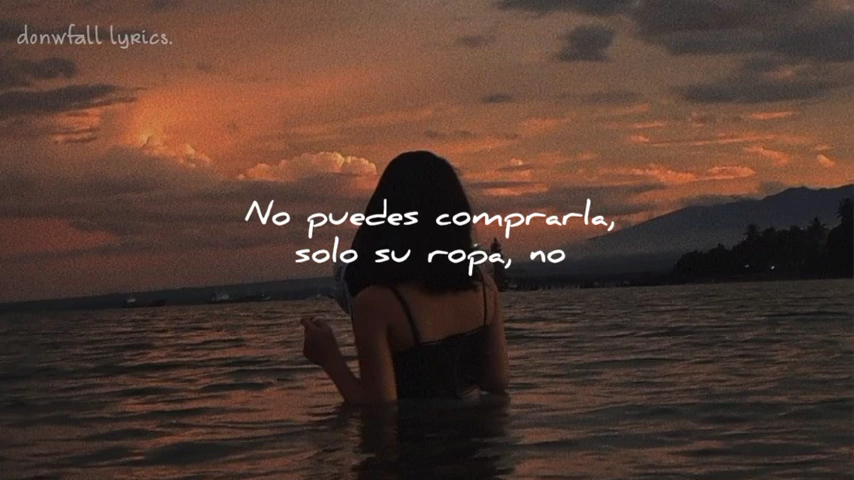 donwfall lyrics.
No puedes comprarla,
solo su ropa, no